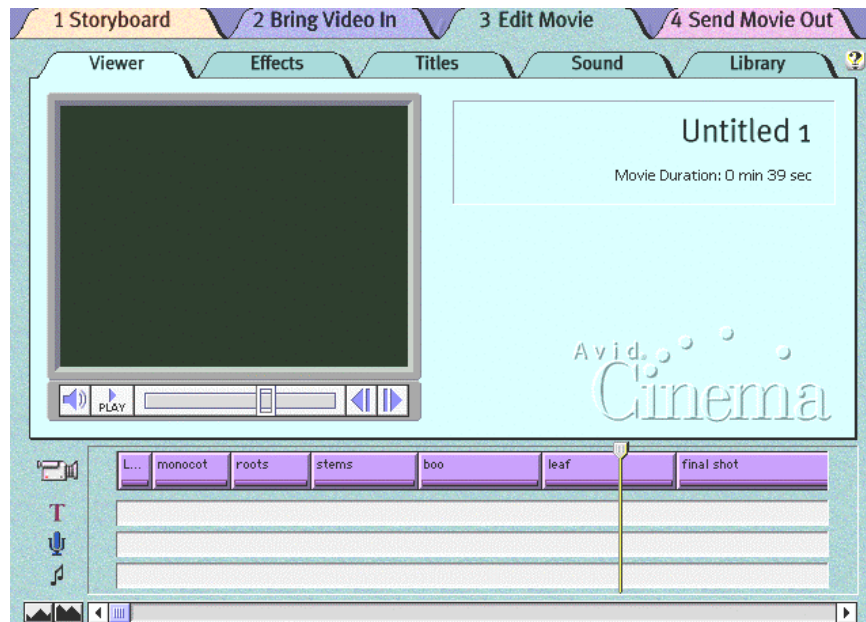 1 Storyboard 2 Bring Video In 3 Edit Movie 4 Send Movie Out
Viewer Effects Titles Sound Library ?
Untitled 1
Movie Duration: 0 min 39 sec
Avid
Cinema
PLAY
L... monocot roots stems boo leaf final shot
T